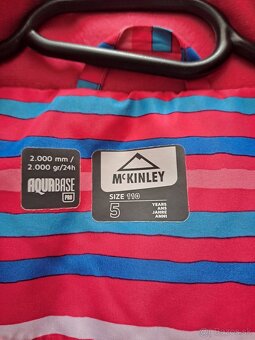 2.000 mm /
2.000 gr/24h
AQUABASE
PRO
McKINLEY
SIZE 110
5
YEARS
ANS
JAHRE
ANNI